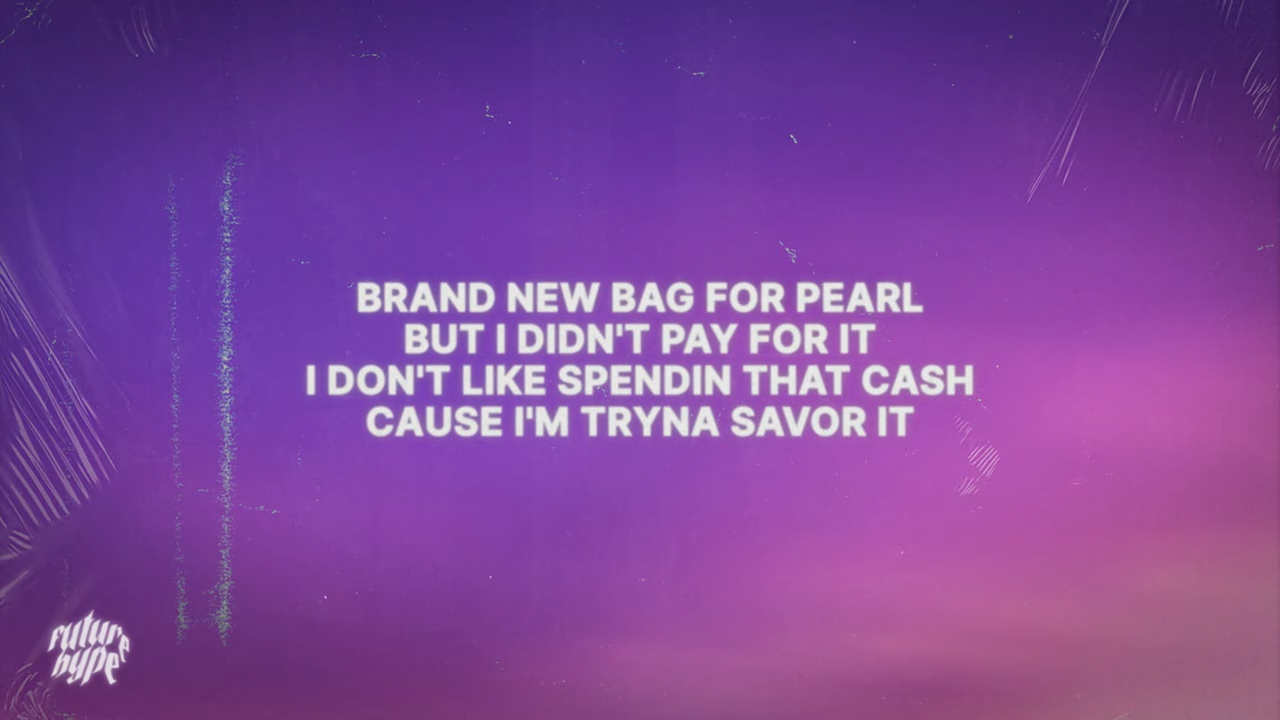 BRAND NEW BAG FOR PEARL
BUT I DIDN'T PAY FOR IT
I DON'T LIKE SPENDIN THAT CASH
CAUSE I'M TRYNA SAVOR IT
future
hype